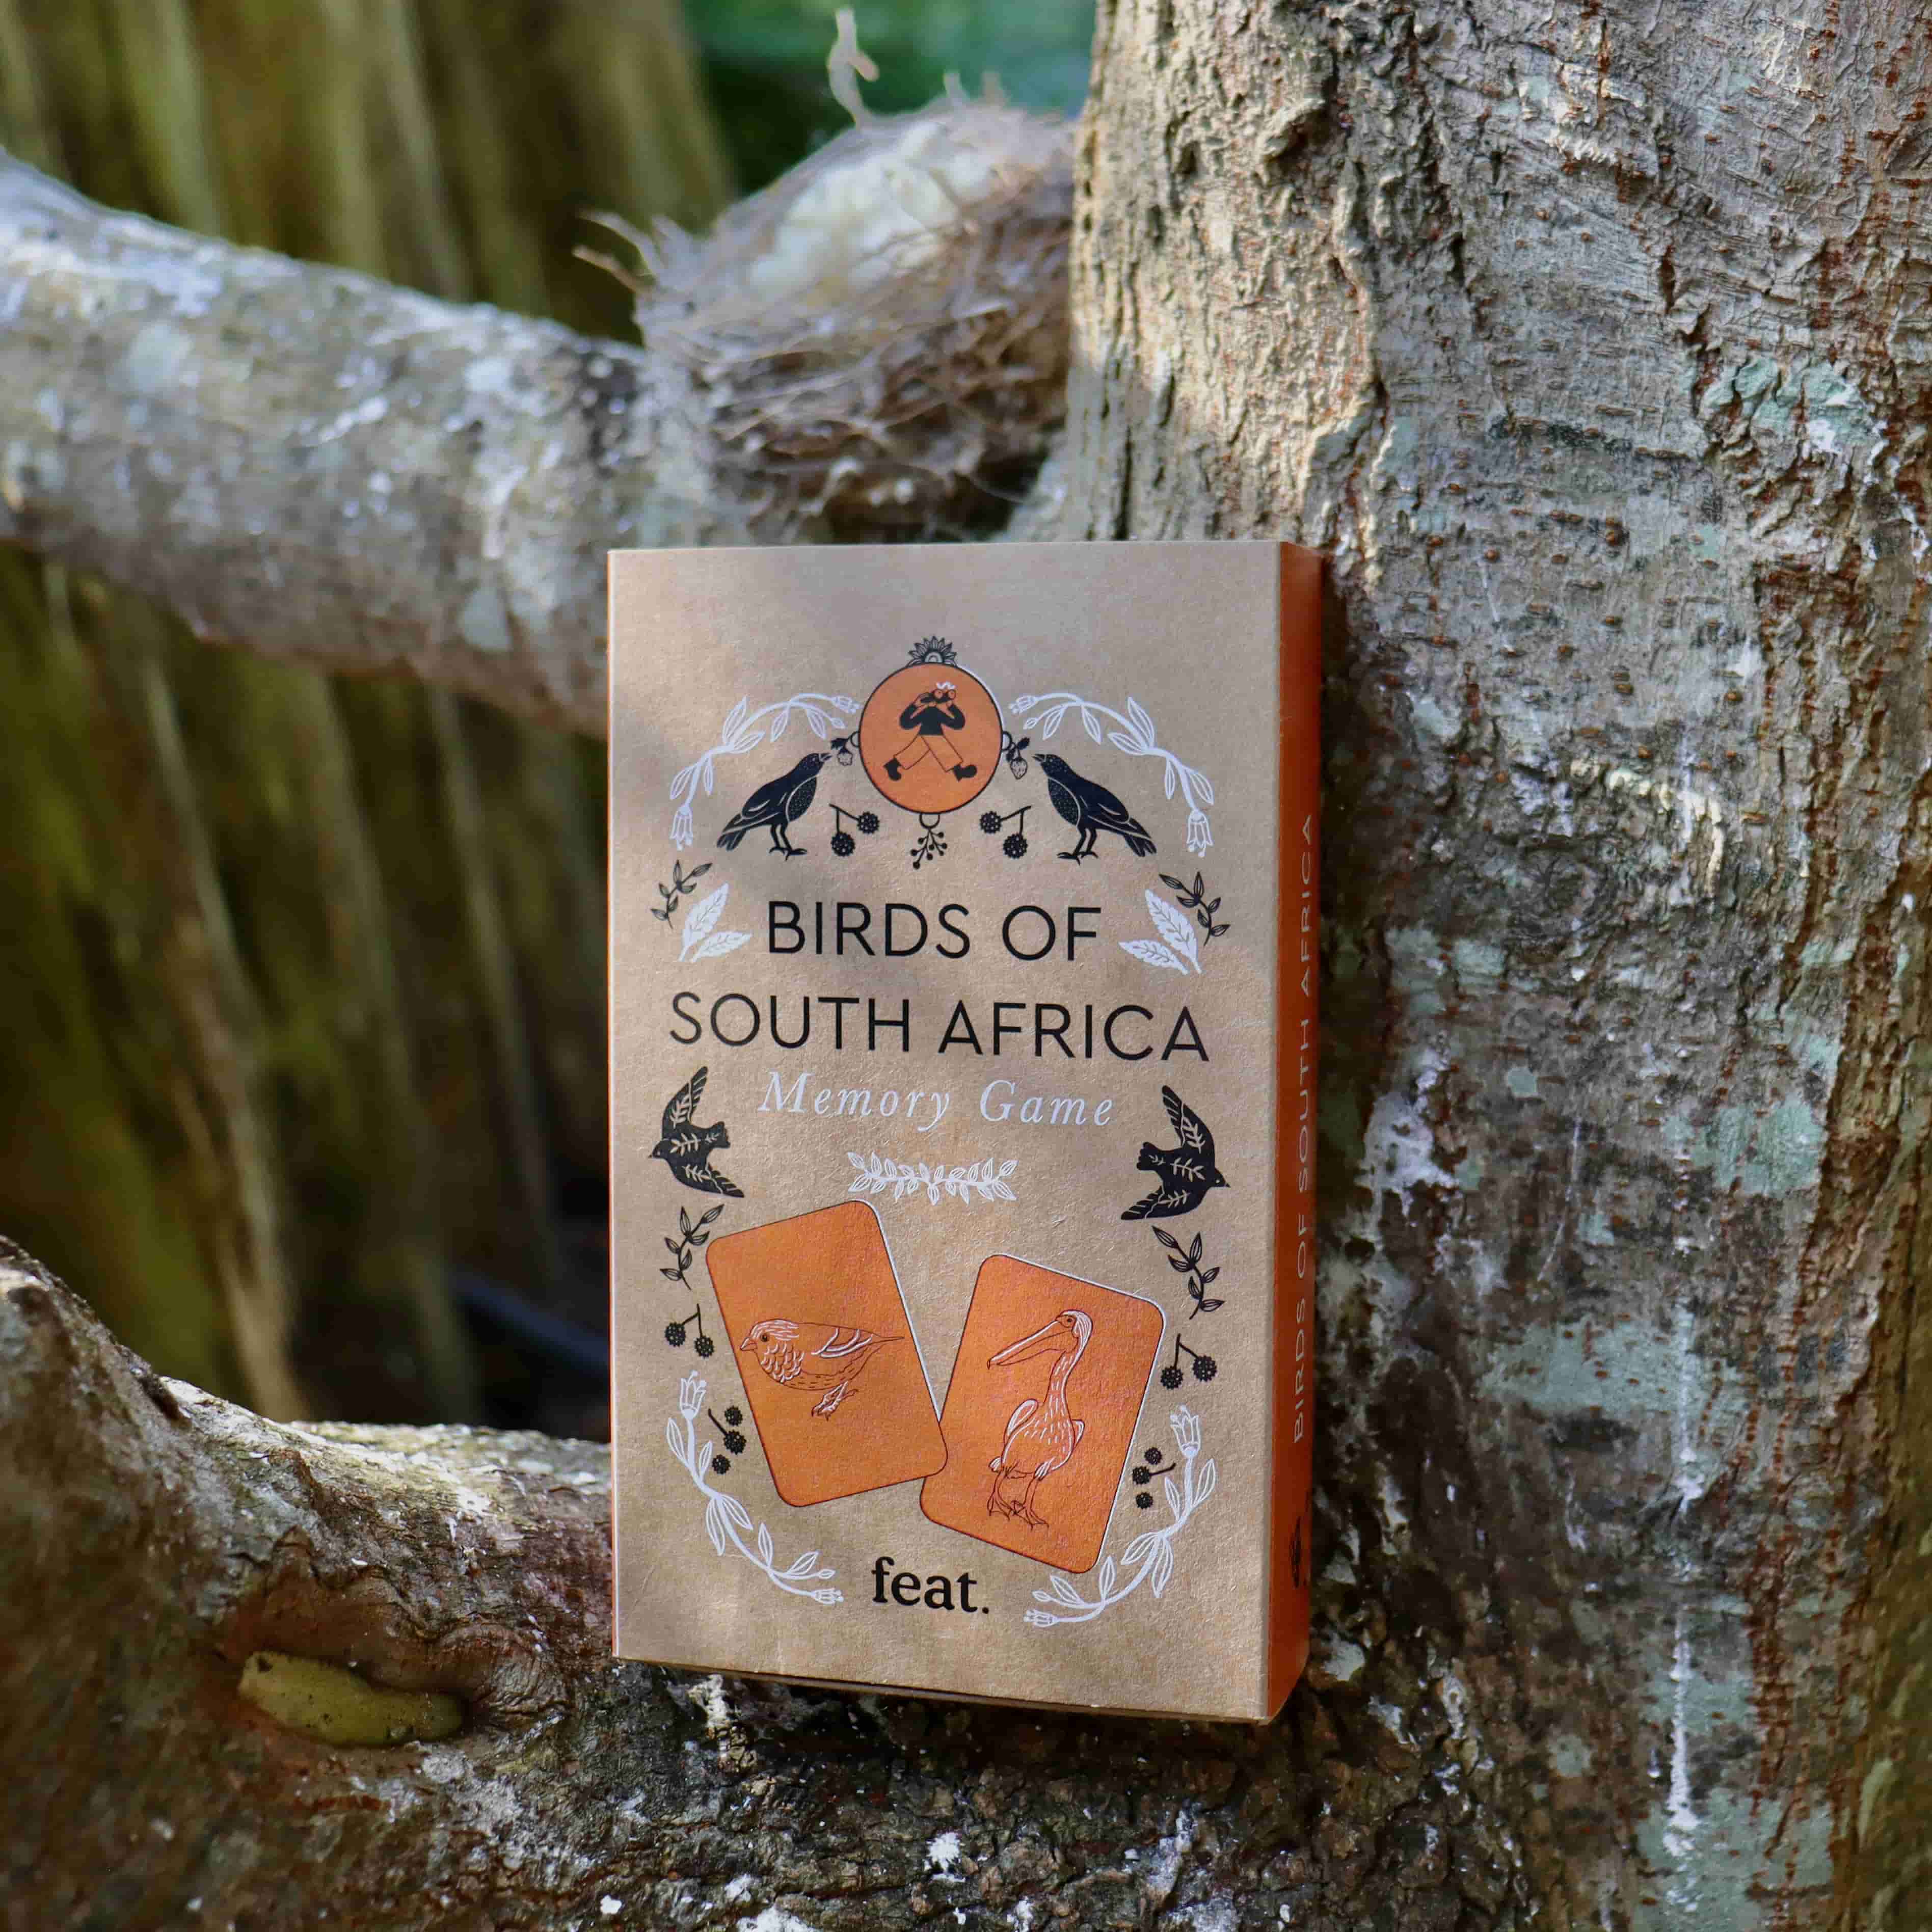 BIRDS OF
SOUTH AFRICA
Memory Game
feat.
BIRDS OF SOUTH AFRICA